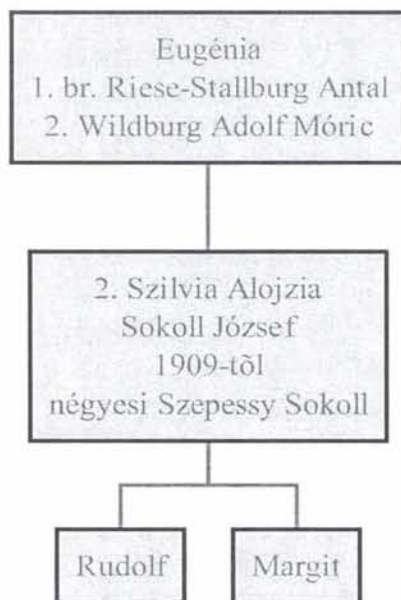 Eugénia
1. br. Riese-Stallburg Antal
2. Wildburg Adolf Móric
2. Szilvia Alojzia
Sokoll József
1909-tõl
négyesi Szepessy Sokoll
Rudolf
Margit